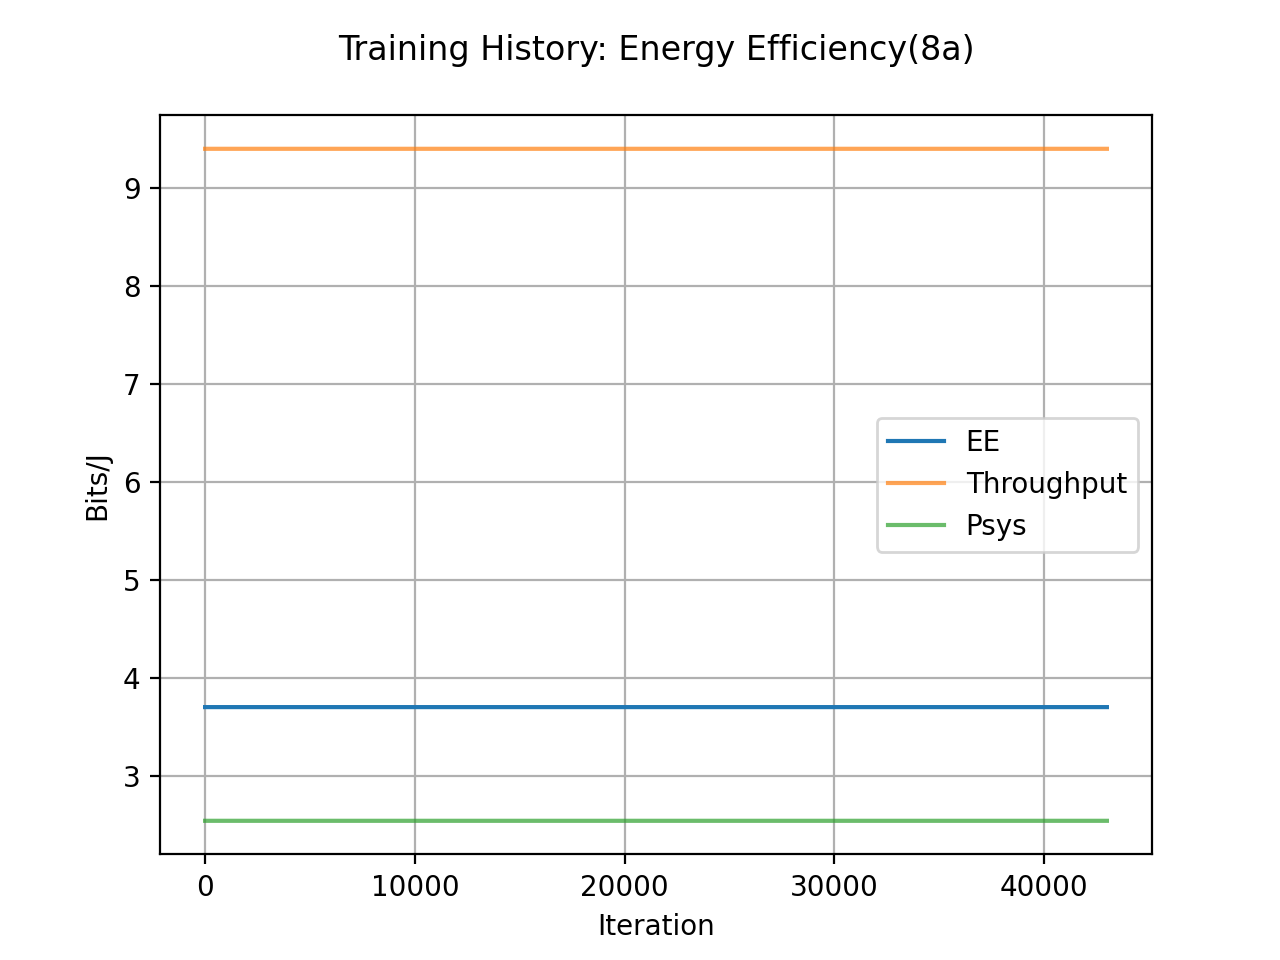 Training History: Energy Efficiency(8a)
9
8
7
6
5
4
3
Bits/J
EE
Throughput
Psys
0 10000 20000 30000 40000
Iteration